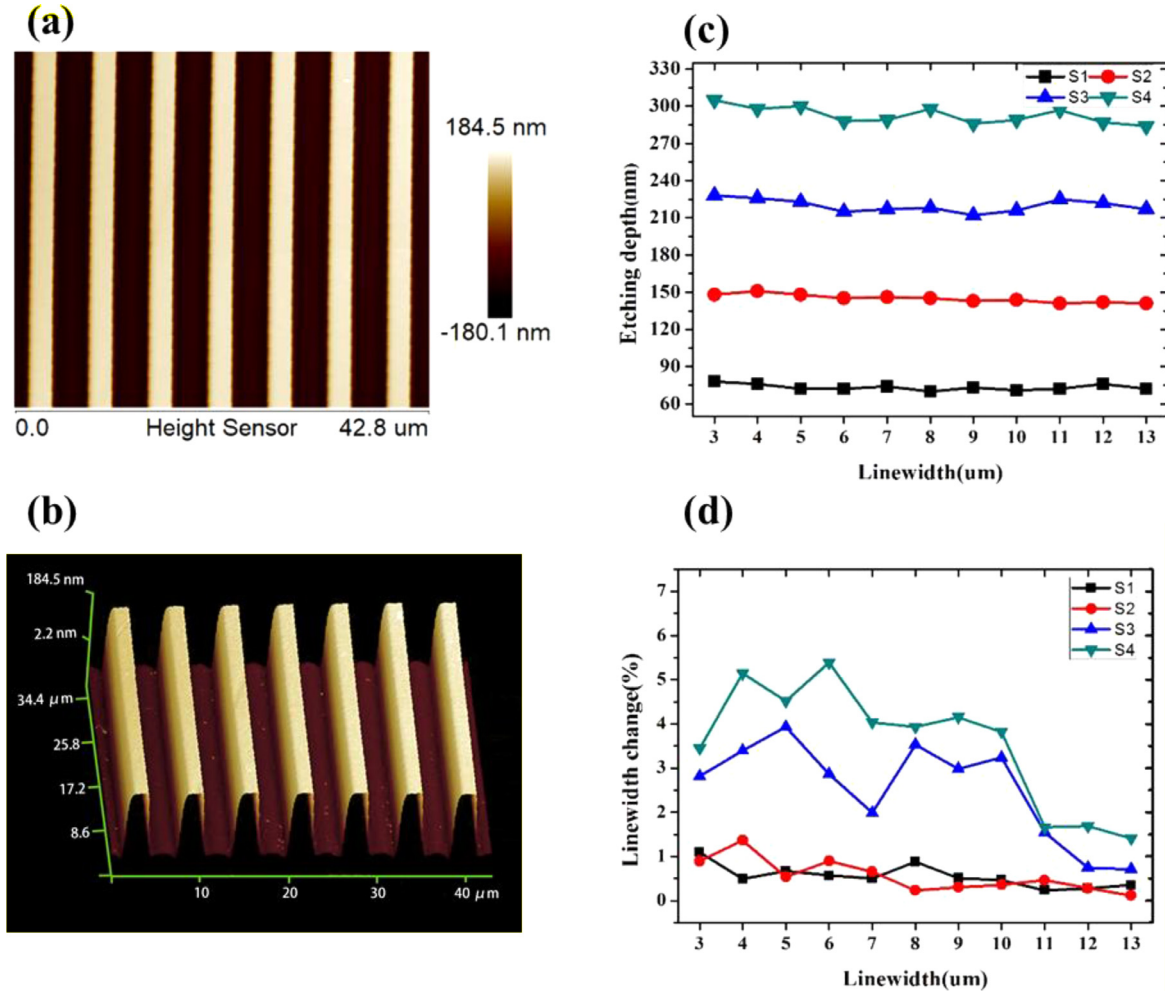 (a)
184.5 nm
-180.1 nm
0.0 Height Sensor 42.8 um
(b)
184.5 nm
2.2 nm
34.4 μm
25.8
17.2
8.6
10 20 30 40 μm
(c)
330
300
270
240
210
180
150
120
90
60
Etching depth(nm)
S1 S2
S3 S4
3 4 5 6 7 8 9 10 11 12 13
Linewidth(um)
(d)
7
6
5
4
3
2
1
0
Linewidth change(%)
S1
S2
S3
S4
3 4 5 6 7 8 9 10 11 12 13
Linewidth(um)